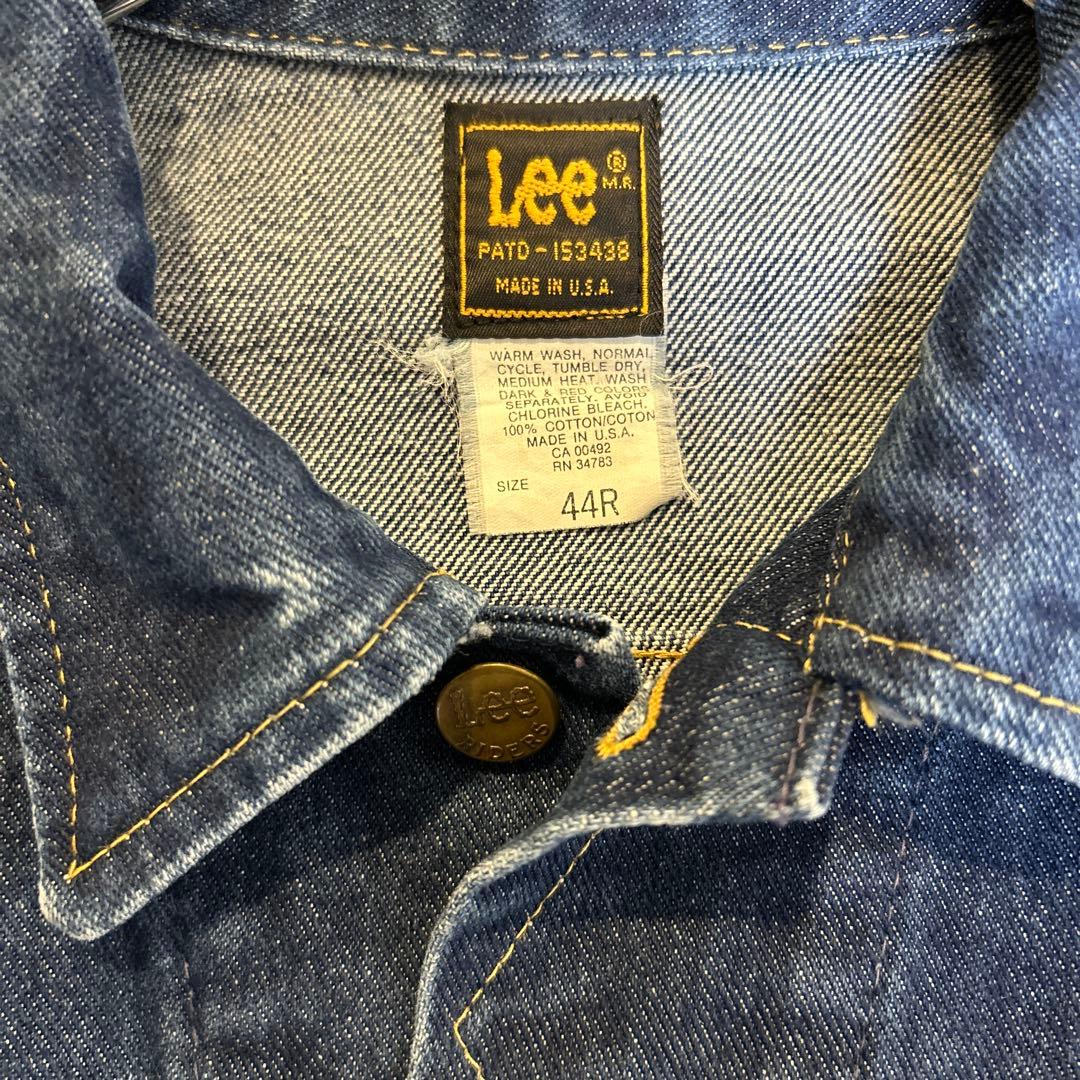 Lee ® M.R.
PATD-153438
MADE IN U.S.A.
WARM WASH, NORMAL
CYCLE, TUMBLE DRY,
MEDIUM HEAT. WASH
DARK & RED COLORS
SEPARATELY, AVOID
CHLORINE BLEACH.
100% COTTON/COTON
MADE IN U.S.A.
CA 00492
RN 34783
SIZE
44R
Lee
RIDERS